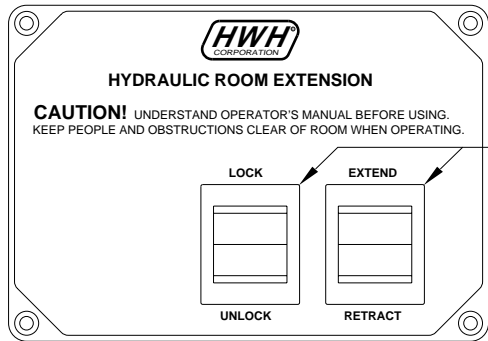 HWH
CORPORATION
HYDRAULIC ROOM EXTENSION
CAUTION! UNDERSTAND OPERATOR'S MANUAL BEFORE USING.
KEEP PEOPLE AND OBSTRUCTIONS CLEAR OF ROOM WHEN OPERATING.
LOCK EXTEND
UNLOCK RETRACT